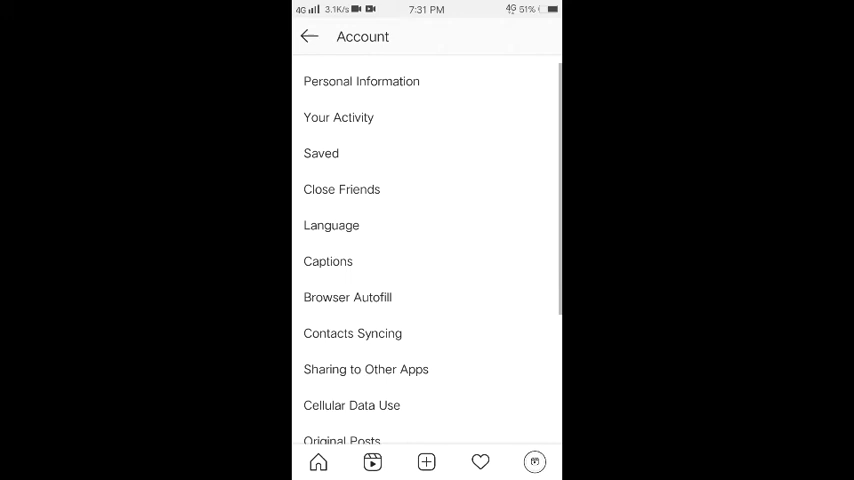 4G 3.1K/s 7:31 PM 4G 51%
Account
Personal Information
Your Activity
Saved
Close Friends
Language
Captions
Browser Autofill
Contacts Syncing
Sharing to Other Apps
Cellular Data Use
Original Posts